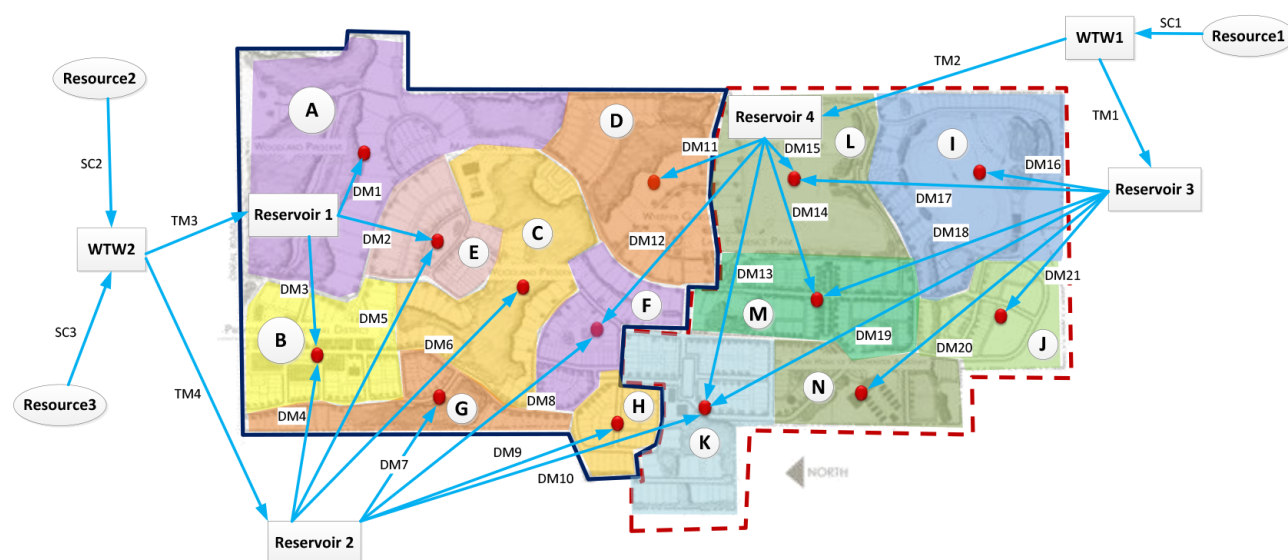 SC1
WTW1
Resource1
TM2
Resource2
A
D
Reservoir 4
L
I
TM1
DM11
DM15
DM16
SC2
DM1
Reservoir 3
DM17
Reservoir 1
DM14
TM3
DM2
C
DM18
WTW2
E
DM12
DM13
DM21
DM3
F
M
DM5
SC3
B
DM6
DM19
DM20
J
TM4
N
Resource3
G
DM8
H
DM4
K
DM7
DM9
DM10
NORTH
Reservoir 2